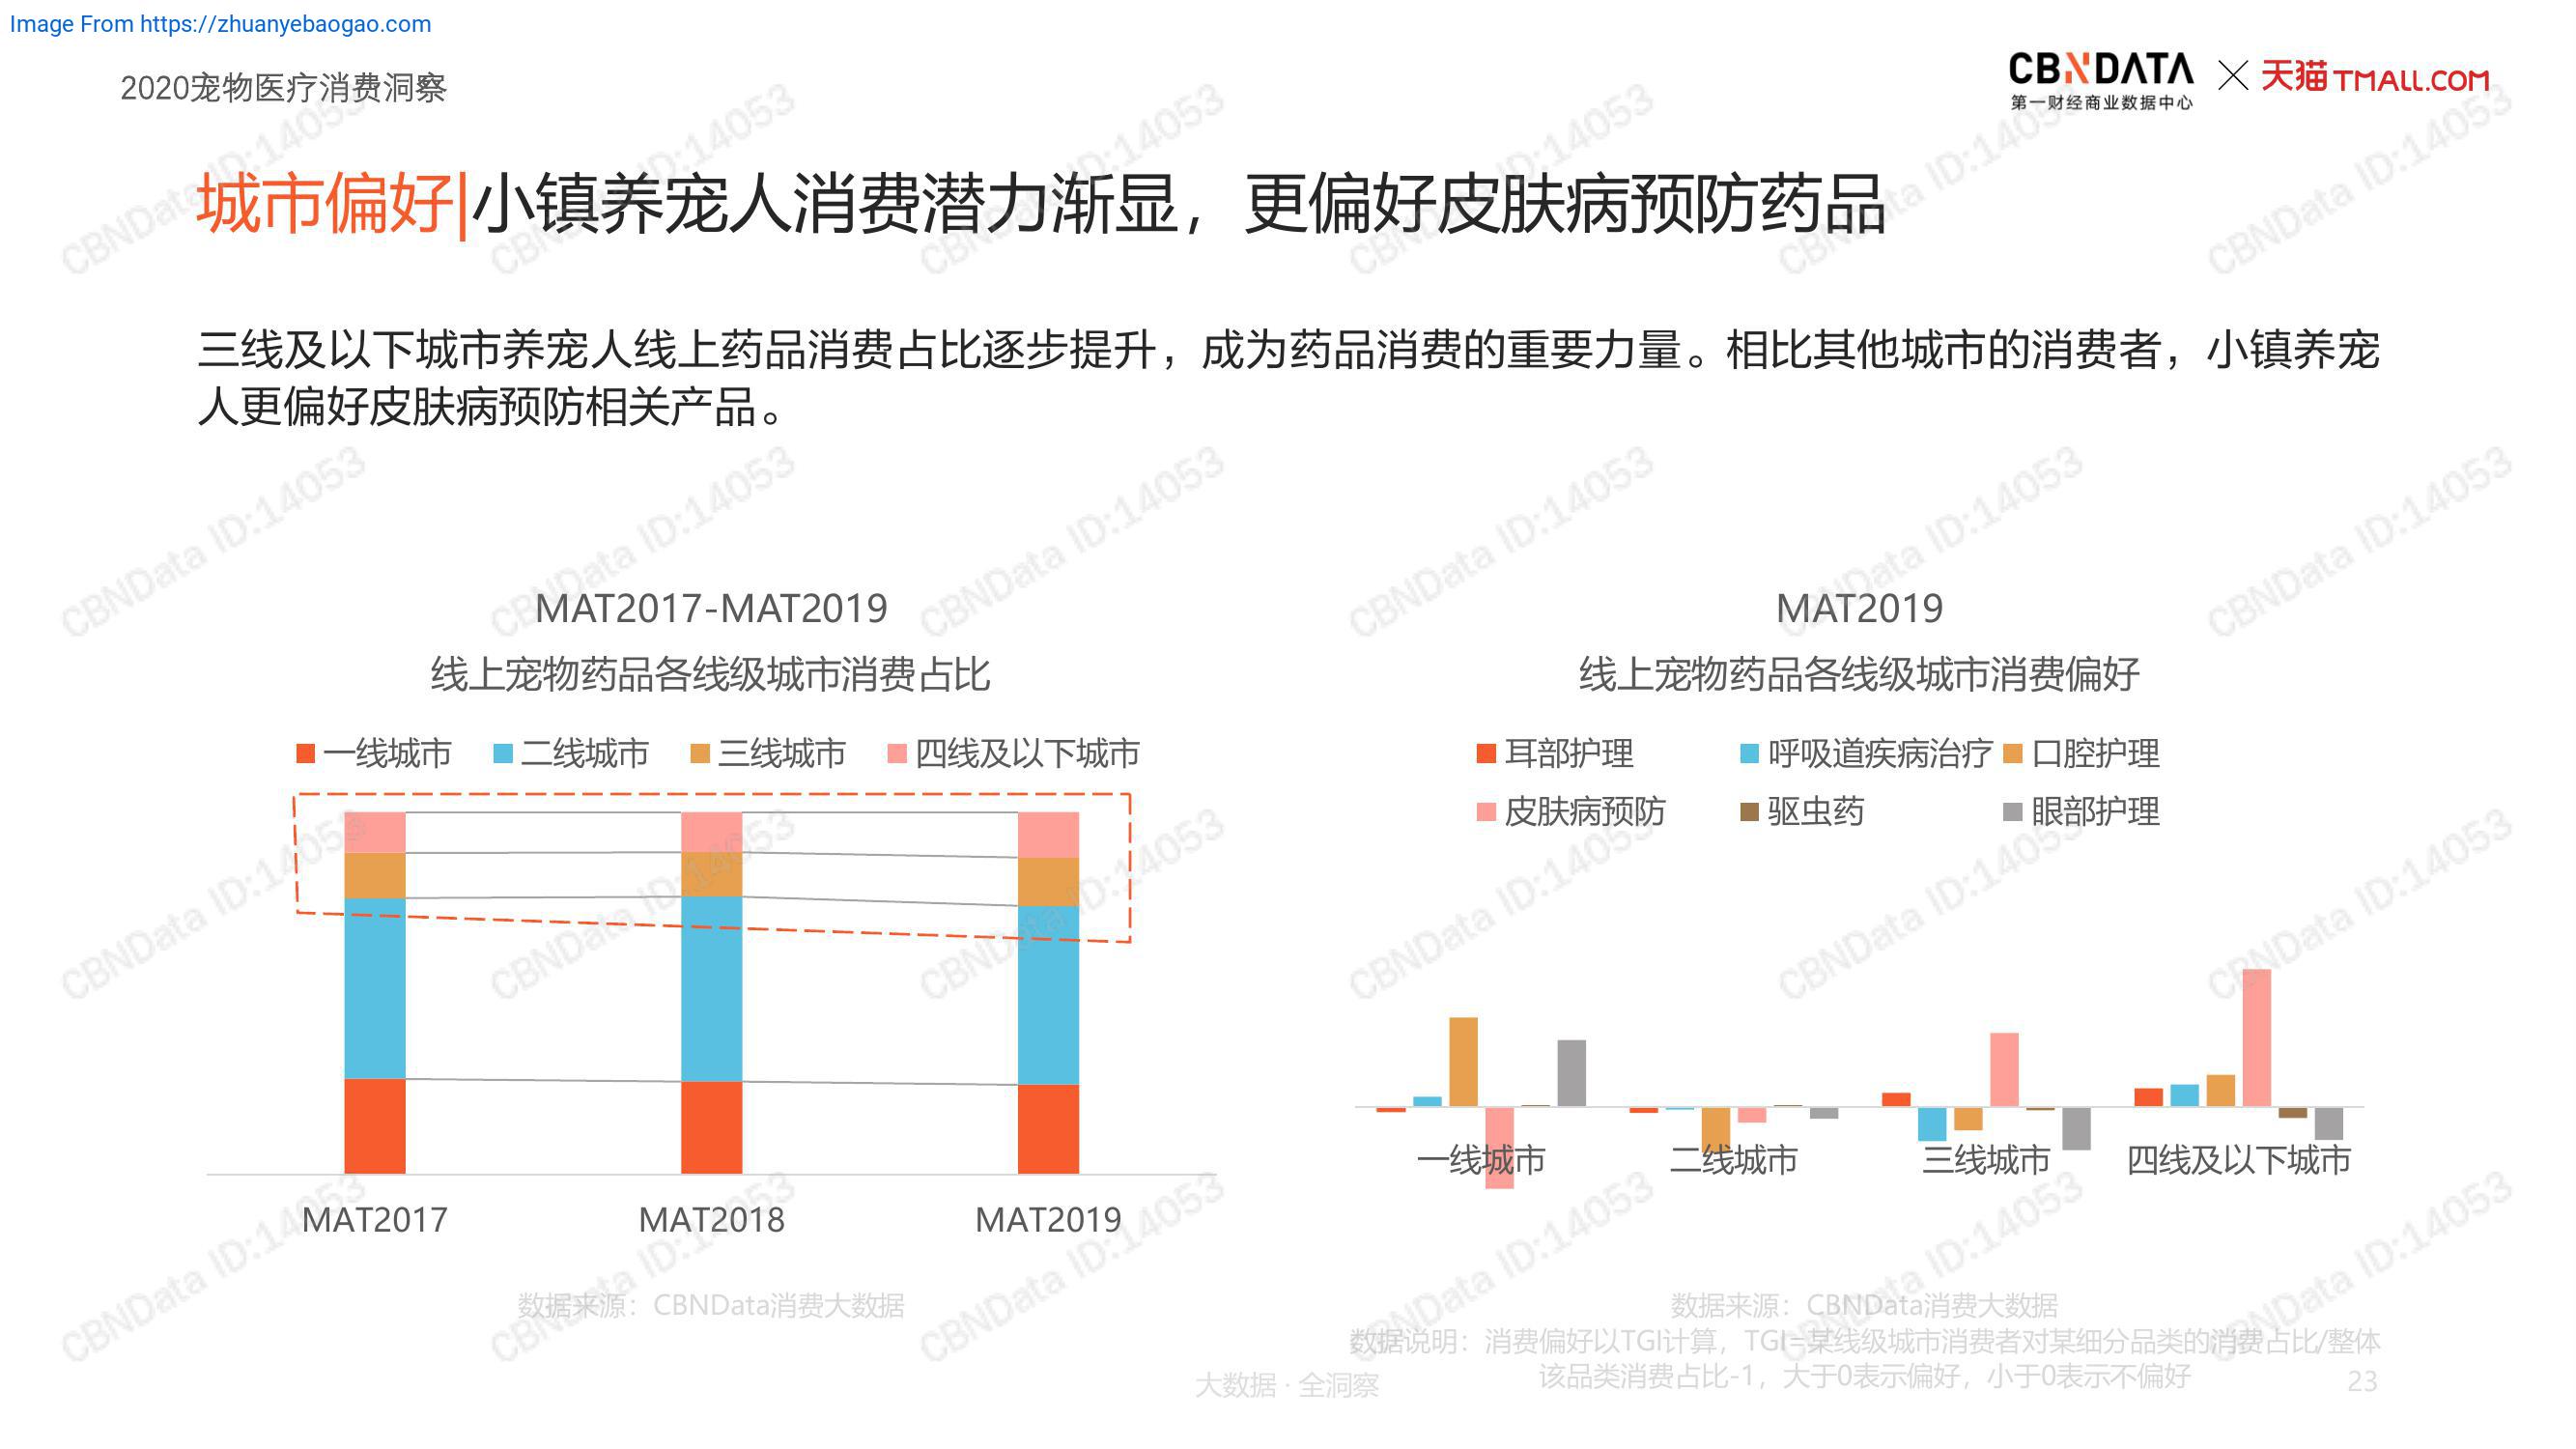 Image From https://zhuanyebaogao.com
2020宠物医疗消费洞察
CBNDATA
第一财经商业数据中心
天猫TMALL.COM
城市偏好|小镇养宠人消费潜力渐显，更偏好皮肤病预防药品
三线及以下城市养宠人线上药品消费占比逐步提升，成为药品消费的重要力量。相比其他城市的消费者，小镇养宠
人更偏好皮肤病预防相关产品。
MAT2017-MAT2019
线上宠物药品各线级城市消费占比
一线城市 二线城市 三线城市 四线及以下城市
MAT2017 MAT2018 MAT2019
数据来源：CBNData消费大数据
MAT2019
线上宠物药品各线级城市消费偏好
耳部护理 呼吸道疾病治疗 口腔护理
皮肤病预防 驱虫药 眼部护理
一线城市 二线城市 三线城市 四线及以下城市
数据来源：CBNData消费大数据
数据说明：消费偏好以TGI计算，TGI=某线级城市消费者对某细分品类的消费占比/整体
该品类消费占比-1，大于0表示偏好，小于0表示不偏好
大数据 · 全洞察
23
CBNData ID:14053